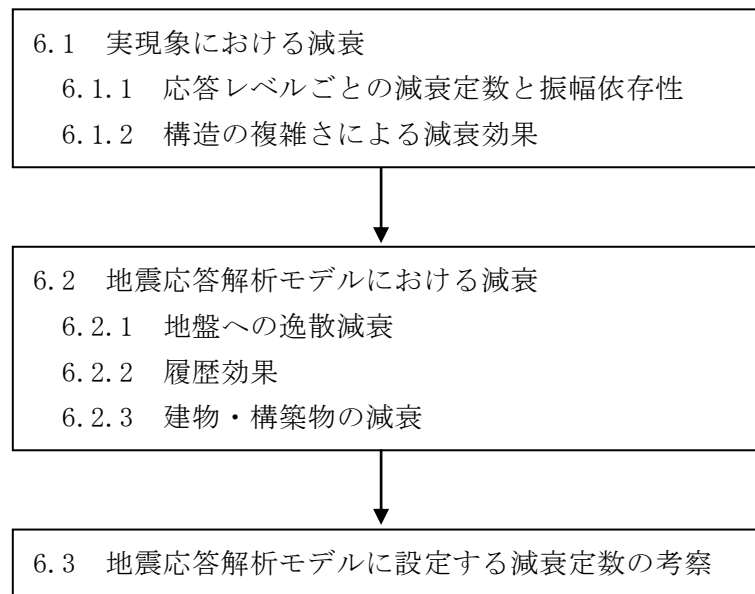 6.1 実現象における減衰
6.1.1 応答レベルごとの減衰定数と振幅依存性
6.1.2 構造の複雑さによる減衰効果
6.2 地震応答解析モデルにおける減衰
6.2.1 地盤への逸散減衰
6.2.2 履歴効果
6.2.3 建物・構築物の減衰
6.3 地震応答解析モデルに設定する減衰定数の考察